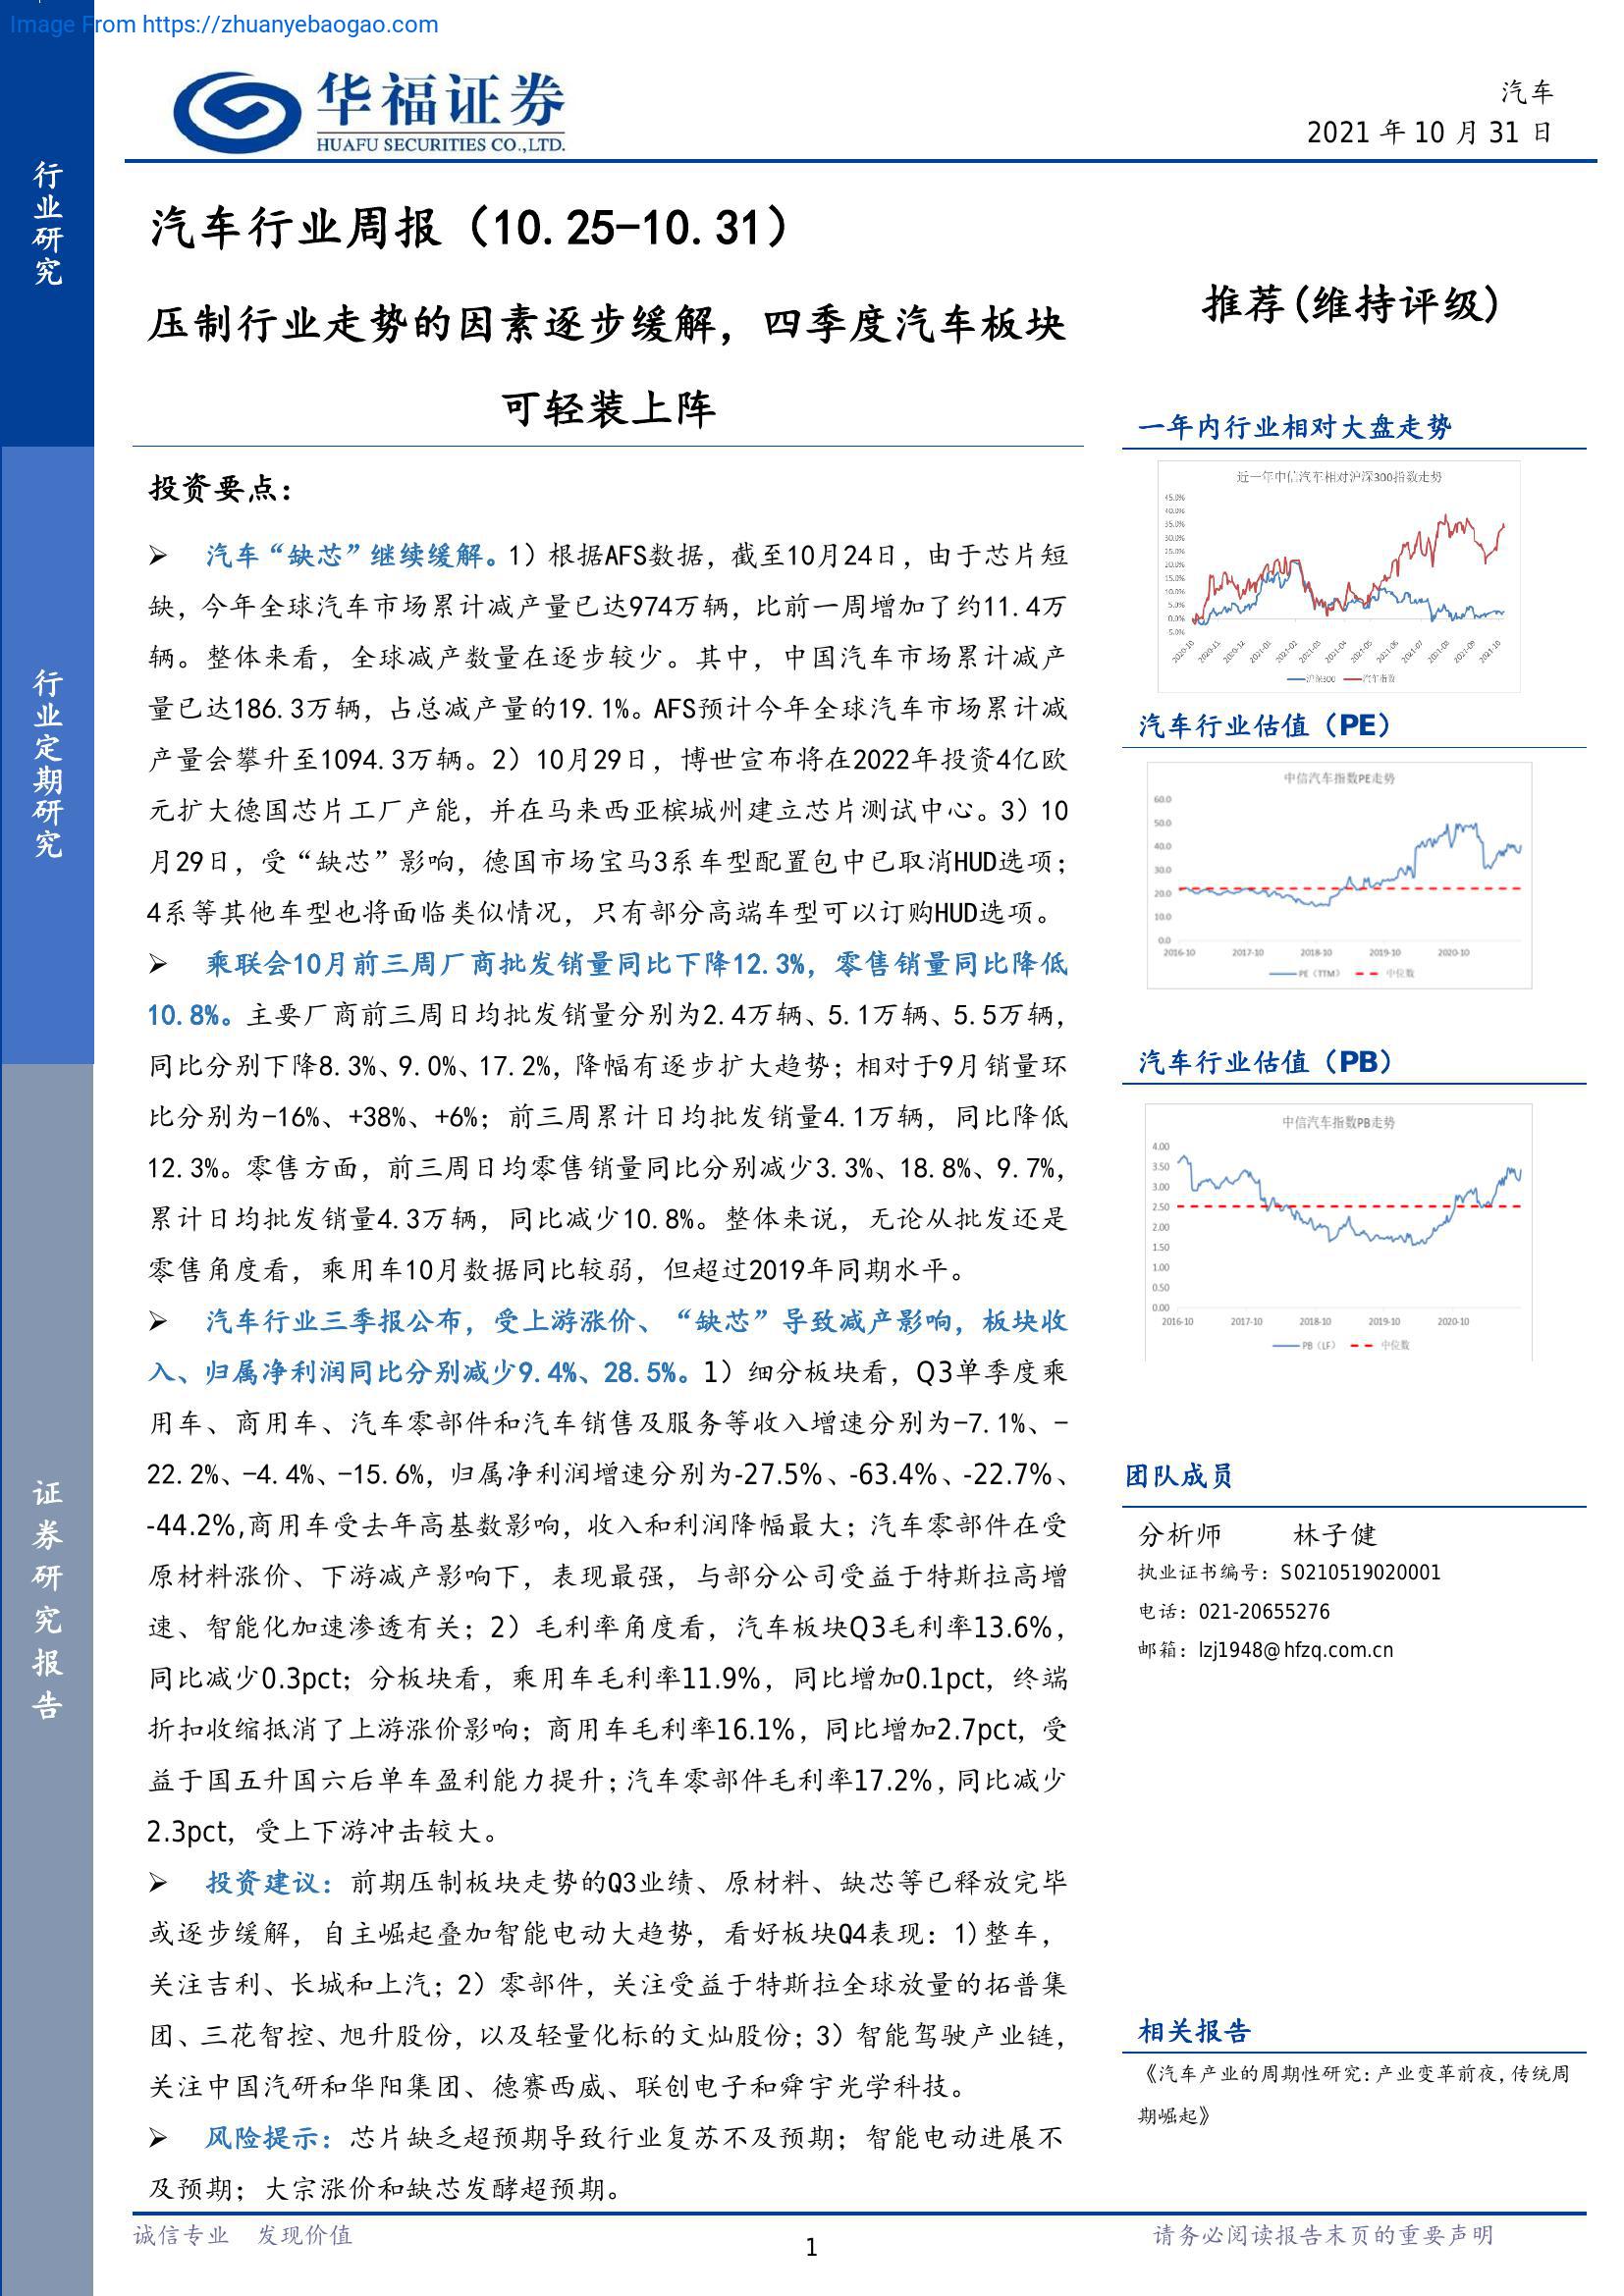 Image From https://zhuanyebaogao.com
华福证券
HUAFU SECURITIES CO.,LTD.
汽车
2021 年 10 月 31 日
行业研究
行业定期研究
证券研究报告
汽车行业周报（10.25-10.31）
压制行业走势的因素逐步缓解，四季度汽车板块
可轻装上阵
投资要点：
➢ 汽车“缺芯”继续缓解。1）根据AFS数据，截至10月24日，由于芯片短
缺，今年全球汽车市场累计减产量已达974万辆，比前一周增加了约11.4万
辆。整体来看，全球减产数量在逐步较少。其中，中国汽车市场累计减产
量已达186.3万辆，占总减产量的19.1%。AFS预计今年全球汽车市场累计减
产量会攀升至1094.3万辆。2）10月29日，博世宣布将在2022年投资4亿欧
元扩大德国芯片工厂产能，并在马来西亚槟城州建立芯片测试中心。3）10
月29日，受“缺芯”影响，德国市场宝马3系车型配置包中已取消HUD选项；
4系等其他车型也将面临类似情况，只有部分高端车型可以订购HUD选项。
➢ 乘联会10月前三周厂商批发销量同比下降12.3%，零售销量同比降低
10.8%。主要厂商前三周日均批发销量分别为2.4万辆、5.1万辆、5.5万辆，
同比分别下降8.3%、9.0%、17.2%，降幅有逐步扩大趋势；相对于9月销量环
比分别为-16%、+38%、+6%；前三周累计日均批发销量4.1万辆，同比降低
12.3%。零售方面，前三周日均零售销量同比分别减少3.3%、18.8%、9.7%，
累计日均批发销量4.3万辆，同比减少10.8%。整体来说，无论从批发还是
零售角度看，乘用车10月数据同比较弱，但超过2019年同期水平。
➢ 汽车行业三季报公布，受上游涨价、“缺芯”导致减产影响，板块收
入、归属净利润同比分别减少9.4%、28.5%。1）细分板块看，Q3单季度乘
用车、商用车、汽车零部件和汽车销售及服务等收入增速分别为-7.1%、-
22.2%、-4.4%、-15.6%，归属净利润增速分别为-27.5%、-63.4%、-22.7%、
-44.2%,商用车受去年高基数影响，收入和利润降幅最大；汽车零部件在受
原材料涨价、下游减产影响下，表现最强，与部分公司受益于特斯拉高增
速、智能化加速渗透有关；2）毛利率角度看，汽车板块Q3毛利率13.6%，
同比减少0.3pct；分板块看，乘用车毛利率11.9%，同比增加0.1pct，终端
折扣收缩抵消了上游涨价影响；商用车毛利率16.1%，同比增加2.7pct，受
益于国五升国六后单车盈利能力提升；汽车零部件毛利率17.2%，同比减少
2.3pct，受上下游冲击较大。
➢ 投资建议：前期压制板块走势的Q3业绩、原材料、缺芯等已释放完毕
或逐步缓解，自主崛起叠加智能电动大趋势，看好板块Q4表现：1)整车，
关注吉利、长城和上汽；2）零部件，关注受益于特斯拉全球放量的拓普集
团、三花智控、旭升股份，以及轻量化标的文灿股份；3）智能驾驶产业链，
关注中国汽研和华阳集团、德赛西威、联创电子和舜宇光学科技。
➢ 风险提示：芯片缺乏超预期导致行业复苏不及预期；智能电动进展不
及预期；大宗涨价和缺芯发酵超预期。
推荐(维持评级)
一年内行业相对大盘走势
近一年中信汽车相对沪深300指数走势
45.0%
40.0%
35.0%
30.0%
25.0%
20.0%
15.0%
10.0%
5.0%
0.0%
-5.0%
2020-10 2020-11 2020-12 2021-01 2021-02 2021-03 2021-04 2021-05 2021-06 2021-07 2021-08 2021-09 2021-10
沪深300 汽车指数
汽车行业估值（PE）
中信汽车指数PE走势
60.0
50.0
40.0
30.0
20.0
10.0
0.0
2016-10 2017-10 2018-10 2019-10 2020-10
PE（TTM） 中位数
汽车行业估值（PB）
中信汽车指数PB走势
4.00
3.50
3.00
2.50
2.00
1.50
1.00
0.50
0.00
2016-10 2017-10 2018-10 2019-10 2020-10
PB（LF） 中位数
团队成员
分析师 林子健
执业证书编号：S0210519020001
电话：021-20655276
邮箱：lzj1948@hfzq.com.cn
相关报告
《汽车产业的周期性研究：产业变革前夜，传统周
期崛起》
诚信专业 发现价值
1
请务必阅读报告末页的重要声明